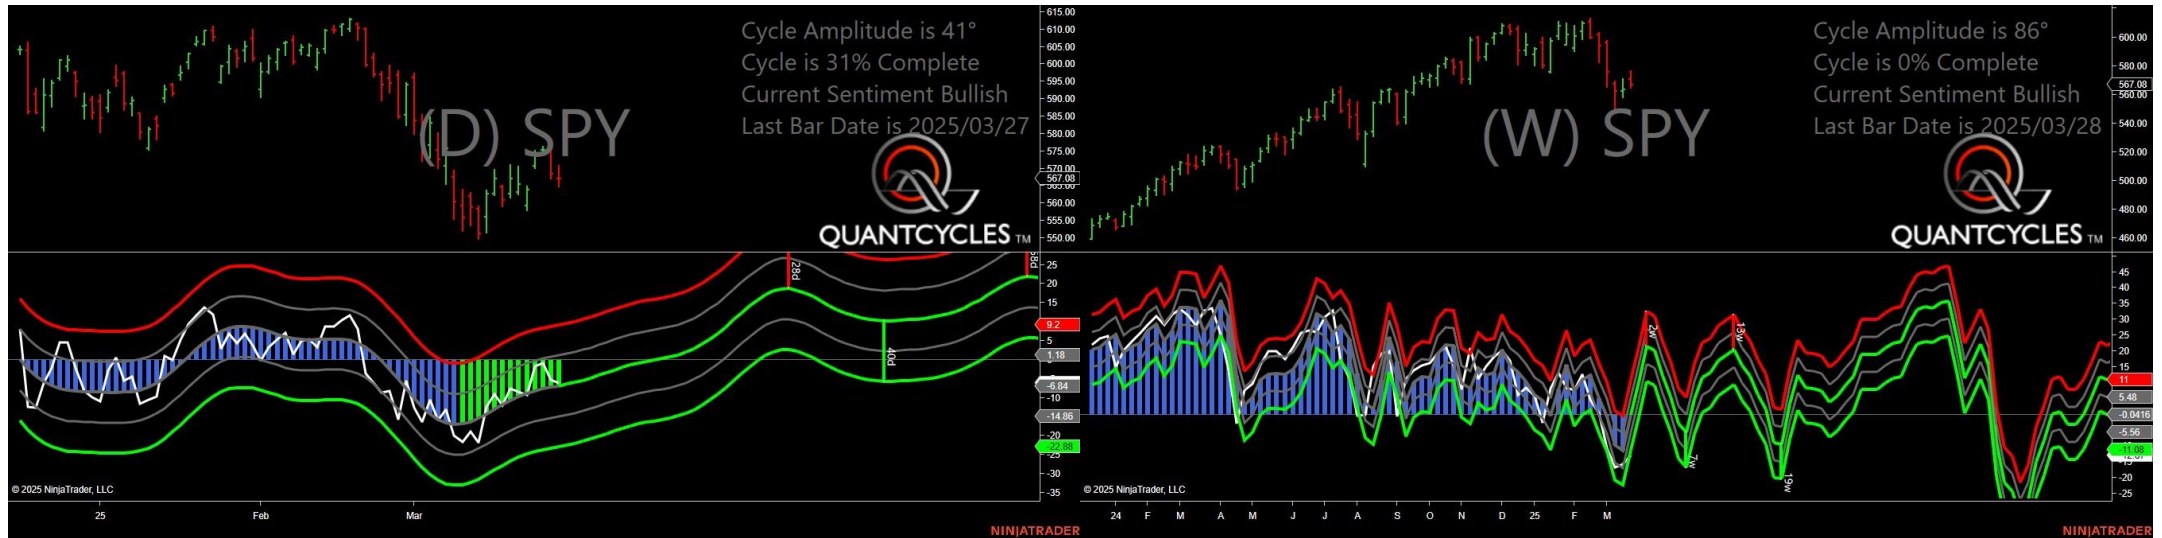 Cycle Amplitude is 41°
Cycle is 31% Complete
Current Sentiment Bullish
Last Bar Date is 2025/03/27
(D) SPY
QUANTCYCLES TM
615.00
610.00
605.00
600.00
595.00
590.00
585.00
580.00
575.00
570.00
567.08
565.00
560.00
555.00
550.00
28d
40d
25
20
15
9.2
5
1.18
-6.84
-10
-14.86
-20
-22.88
-25
-30
-35
© 2025 NinjaTrader, LLC
25 Feb Mar
NINJATRADER
Cycle Amplitude is 86°
Cycle is 0% Complete
Current Sentiment Bullish
Last Bar Date is 2025/03/28
(W) SPY
QUANTCYCLES TM
600.00
580.00
567.08
560.00
540.00
520.00
500.00
480.00
460.00
2w
13w
7w
19w
45
40
35
30
25
20
15
11
5.48
-0.0416
-5.56
-11.08
-15
-20
-25
© 2025 NinjaTrader, LLC
24 F M A M J J A S O N D 25 F M
NINJATRADER